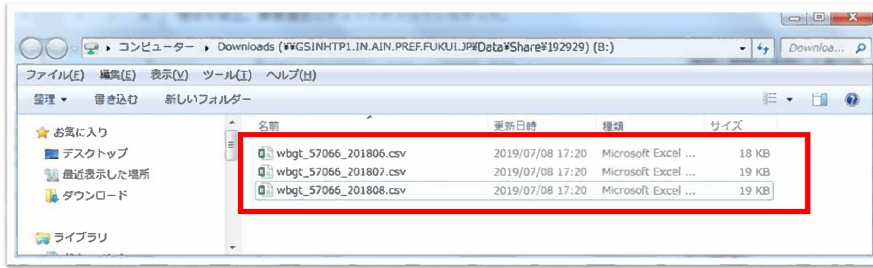 コンピューター ▸ Downloads (¥¥GSINHTP1.IN.AIN.PREF.FUKUI.JP¥Data¥Share¥192929) (B:)
Downloa...
ファイル(F) 編集(E) 表示(V) ツール(T) ヘルプ(H)
整理 ▼ 書き込む 新しいフォルダー
名前 更新日時 種類 サイズ
お気に入り
デスクトップ
最近表示した場所
ダウンロード
ライブラリ
wbgt_57066_201806.csv 2019/07/08 17:20 Microsoft Excel ... 18 KB
wbgt_57066_201807.csv 2019/07/08 17:20 Microsoft Excel ... 19 KB
wbgt_57066_201808.csv 2019/07/08 17:20 Microsoft Excel ... 19 KB